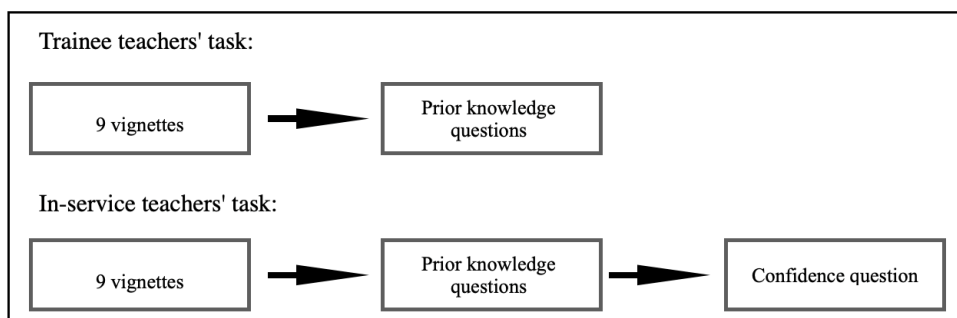 Trainee teachers' task:
9 vignettes
Prior knowledge
questions
In-service teachers' task:
9 vignettes
Prior knowledge
questions
Confidence question